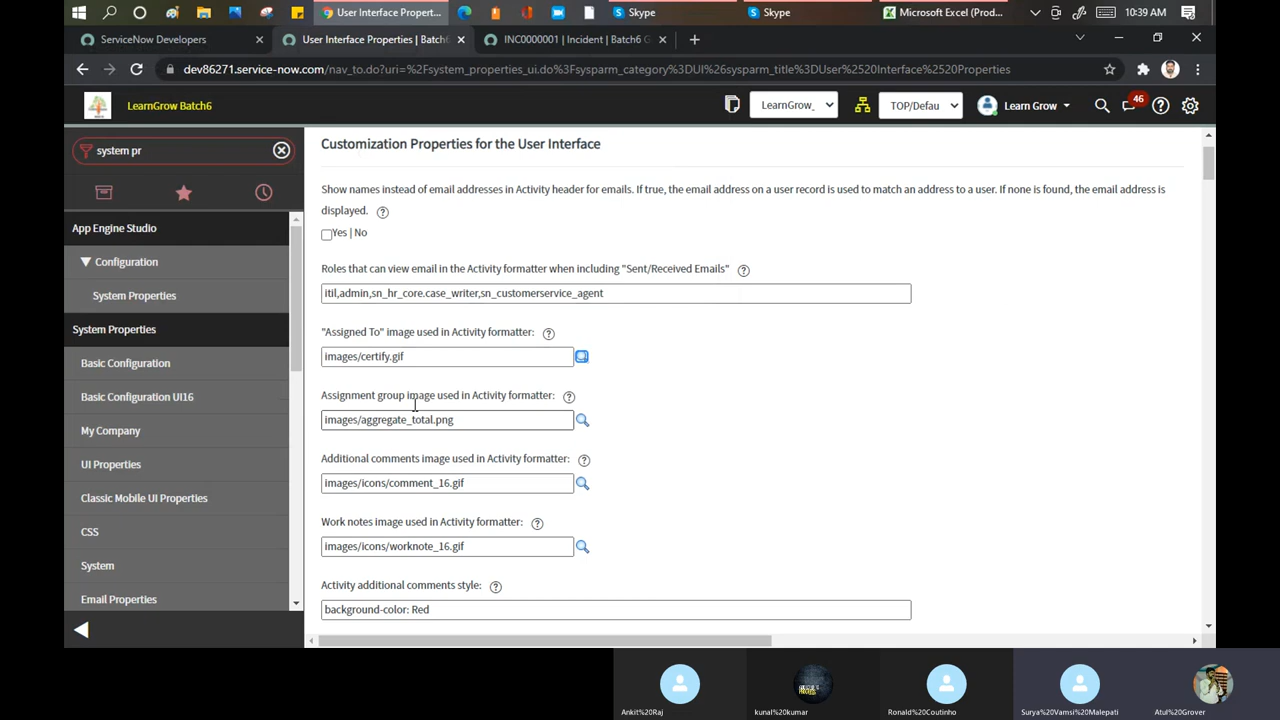 User Interface Propert...
Skype
Skype
Microsoft Excel (Prod...
10:39 AM
ServiceNow Developers
User Interface Properties | Batch6
INC0000001 | Incident | Batch6 G
dev86271.service-now.com/nav_to.do?uri=%2Fsystem_properties_ui.do%3Fsysparm_category%3DUI%26sysparm_title%3DUser%2520Interface%2520Properties
LearnGrow Batch6
LearnGrow_
TOP/Defau
Learn Grow
46
system pr
App Engine Studio
Configuration
System Properties
System Properties
Basic Configuration
Basic Configuration UI16
My Company
UI Properties
Classic Mobile UI Properties
CSS
System
Email Properties
Customization Properties for the User Interface
Show names instead of email addresses in Activity header for emails. If true, the email address on a user record is used to match an address to a user. If none is found, the email address is
displayed.
Yes | No
Roles that can view email in the Activity formatter when including "Sent/Received Emails"
itil,admin,sn_hr_core.case_writer,sn_customerservice_agent
"Assigned To" image used in Activity formatter:
images/certify.gif
Assignment group image used in Activity formatter:
images/aggregate_total.png
Additional comments image used in Activity formatter:
images/icons/comment_16.gif
Work notes image used in Activity formatter:
images/icons/worknote_16.gif
Activity additional comments style:
background-color: Red
Ankit%20Raj
kunal%20kumar
Ronald%20Coutinho
Surya%20Vamsi%20Malepati
Atul%20Grover